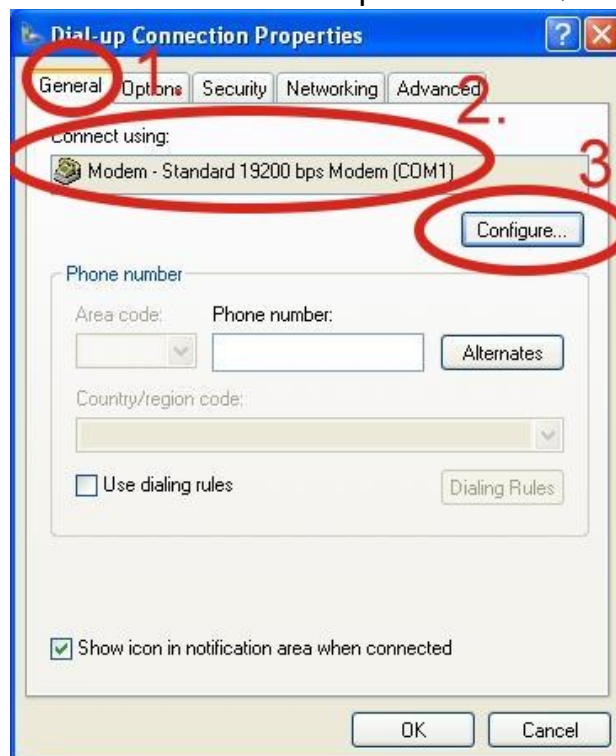 Dial-up Connection Properties
1.
General Options Security Networking Advanced
2.
Connect using:
Modem - Standard 19200 bps Modem (COM1)
3
Configure...
Phone number
Area code: Phone number:
Alternates
Country/region code:
Use dialing rules
Dialing Rules
Show icon in notification area when connected
OK Cancel